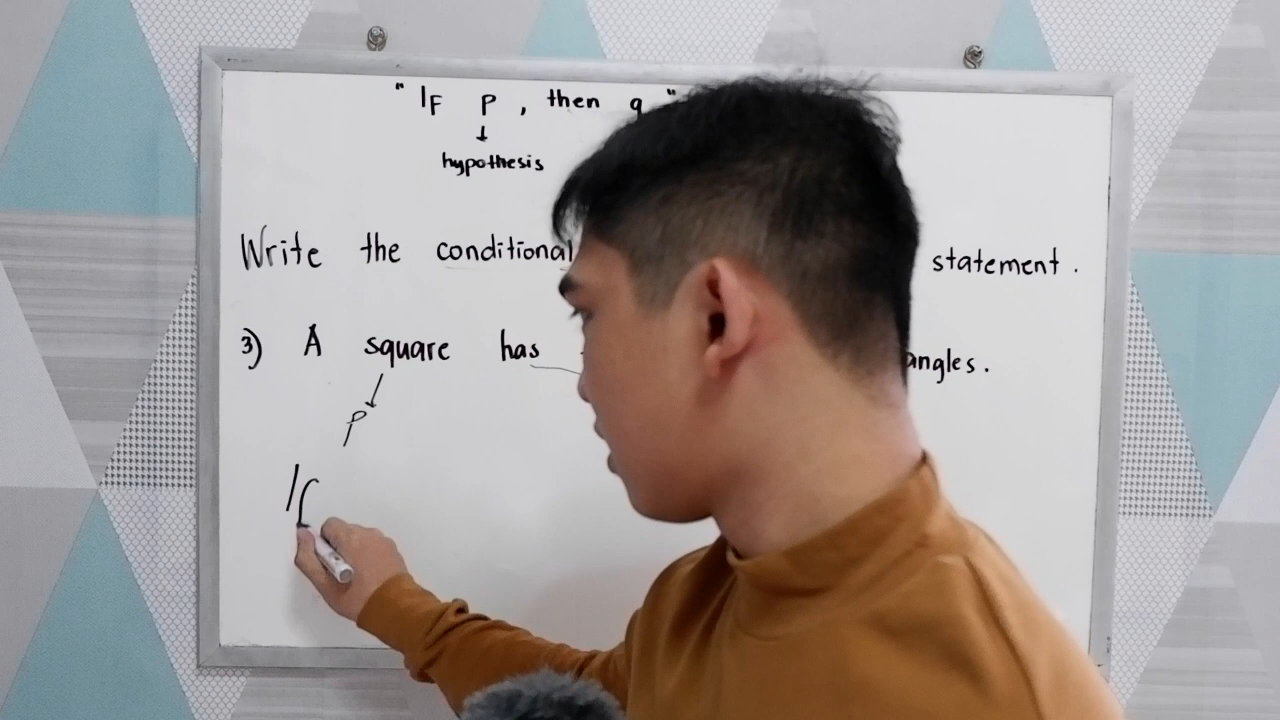 " IF P , then q "
↓
hypothesis
Write the conditional statement .
3) A square has angles .
P
If